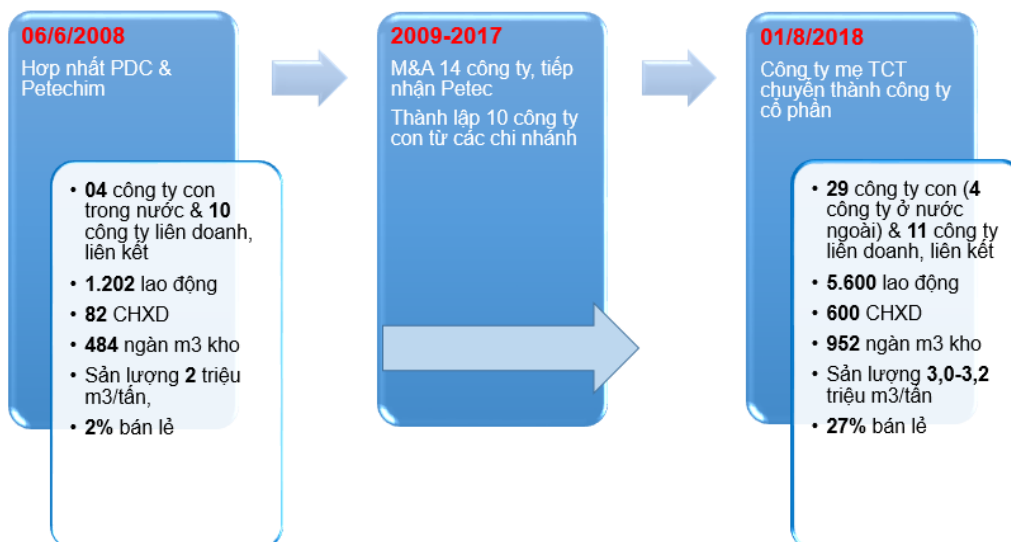 06/6/2008
Hợp nhất PDC &
Petechim
• 04 công ty con
trong nước & 10
công ty liên doanh,
liên kết
• 1.202 lao động
• 82 CHXD
• 484 ngàn m3 kho
• Sản lượng 2 triệu
m3/tấn,
• 2% bán lẻ
2009-2017
M&A 14 công ty, tiếp
nhận Petec
Thành lập 10 công ty
con từ các chi nhánh
01/8/2018
Công ty mẹ TCT
chuyển thành công ty
cổ phần
• 29 công ty con (4
công ty ở nước
ngoài) & 11 công ty
liên doanh, liên kết
• 5.600 lao động
• 600 CHXD
• 952 ngàn m3 kho
• Sản lượng 3,0-3,2
triệu m3/tấn
• 27% bán lẻ